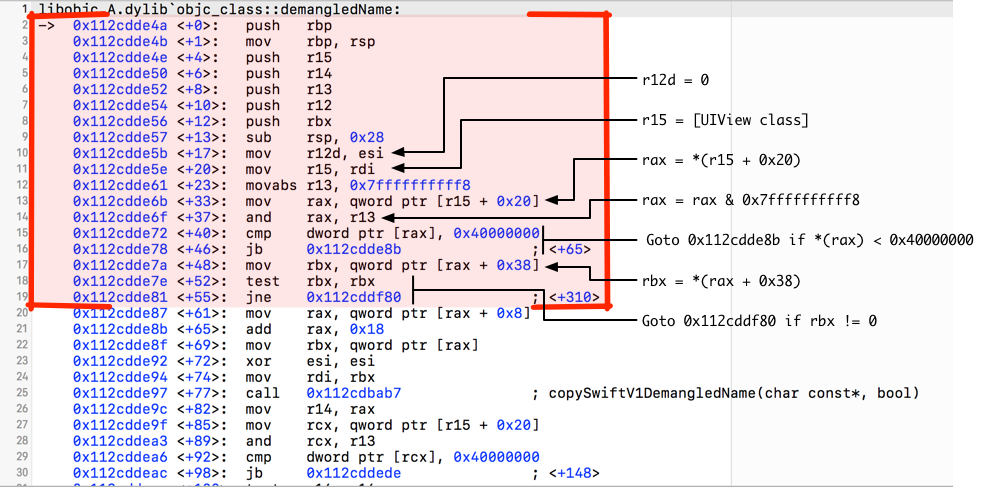 1 libobjc.A.dylib`objc_class::demangledName:
2 -> 0x112cdde4a <+0>: push rbp
3 0x112cdde4b <+1>: mov rbp, rsp
4 0x112cdde4e <+4>: push r15
5 0x112cdde50 <+6>: push r14
6 0x112cdde52 <+8>: push r13
7 0x112cdde54 <+10>: push r12
8 0x112cdde56 <+12>: push rbx
9 0x112cdde57 <+13>: sub rsp, 0x28
10 0x112cdde5b <+17>: mov r12d, esi
11 0x112cdde5e <+20>: mov r15, rdi
12 0x112cdde61 <+23>: movabs r13, 0x7ffffffffff8
13 0x112cdde6b <+33>: mov rax, qword ptr [r15 + 0x20]
14 0x112cdde6f <+37>: and rax, r13
15 0x112cdde72 <+40>: cmp dword ptr [rax], 0x40000000
16 0x112cdde78 <+46>: jb 0x112cdde8b ; <+65>
17 0x112cdde7a <+48>: mov rbx, qword ptr [rax + 0x38]
18 0x112cdde7e <+52>: test rbx, rbx
19 0x112cdde81 <+55>: jne 0x112cddf80 ; <+310>
20 0x112cdde87 <+61>: mov rax, qword ptr [rax + 0x8]
21 0x112cdde8b <+65>: add rax, 0x18
22 0x112cdde8f <+69>: mov rbx, qword ptr [rax]
23 0x112cdde92 <+72>: xor esi, esi
24 0x112cdde94 <+74>: mov rdi, rbx
25 0x112cdde97 <+77>: call 0x112cdbab7 ; copySwiftV1DemangledName(char const*, bool)
26 0x112cdde9c <+82>: mov r14, rax
27 0x112cdde9f <+85>: mov rcx, qword ptr [r15 + 0x20]
28 0x112cddea3 <+89>: and rcx, r13
29 0x112cddea6 <+92>: cmp dword ptr [rcx], 0x40000000
30 0x112cddeac <+98>: jb 0x112cddede ; <+148>
r12d = 0
r15 = [UIView class]
rax = *(r15 + 0x20)
rax = rax & 0x7ffffffffff8
Goto 0x112cdde8b if *(rax) < 0x40000000
rbx = *(rax + 0x38)
Goto 0x112cddf80 if rbx != 0